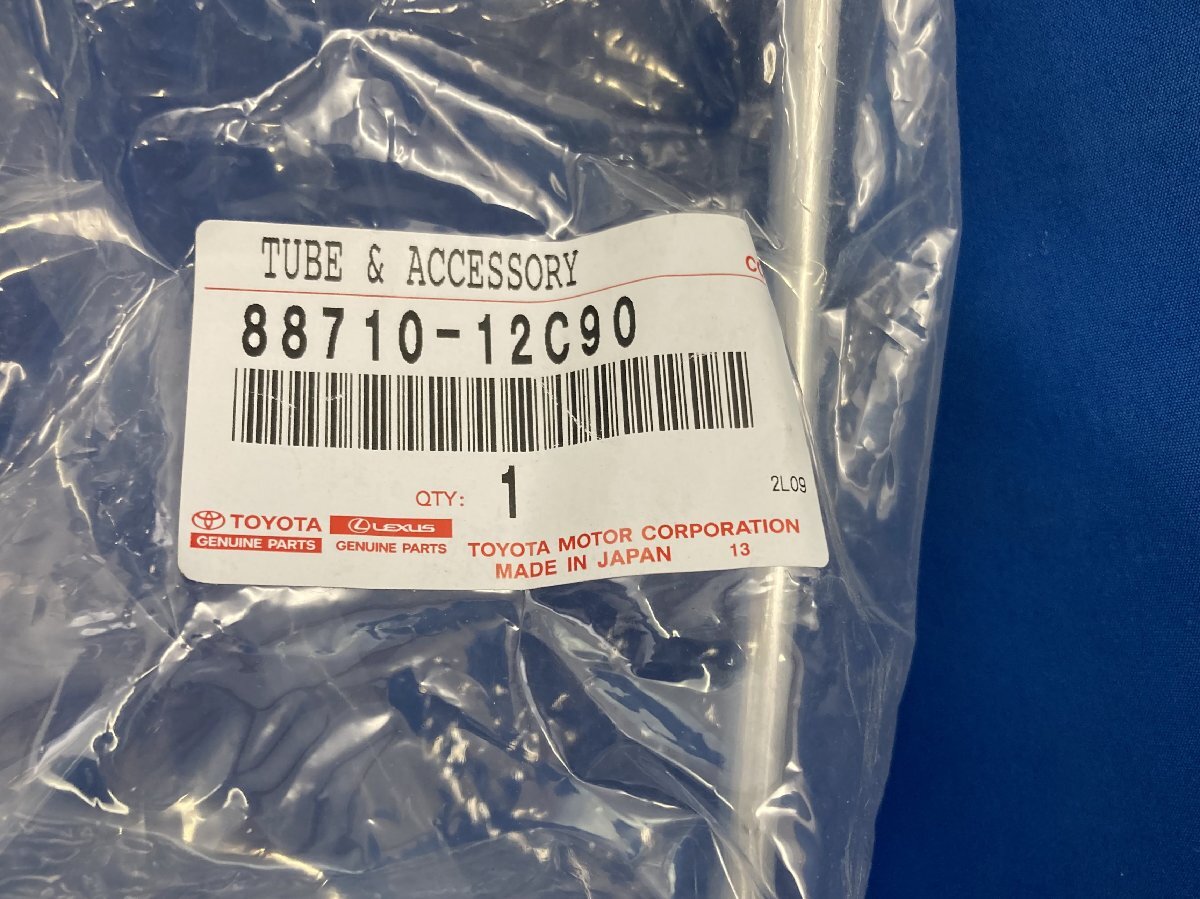 TUBE & ACCESSORY
88710-12C90
QTY: 1
2L09
TOYOTA
GENUINE PARTS
LEXUS
GENUINE PARTS
TOYOTA MOTOR CORPORATION
MADE IN JAPAN 13